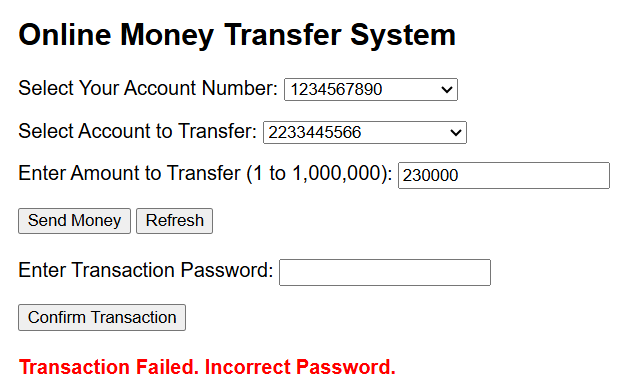 Online Money Transfer System
Select Your Account Number: 1234567890
Select Account to Transfer: 2233445566
Enter Amount to Transfer (1 to 1,000,000): 230000
Send Money Refresh
Enter Transaction Password:
Confirm Transaction
Transaction Failed. Incorrect Password.